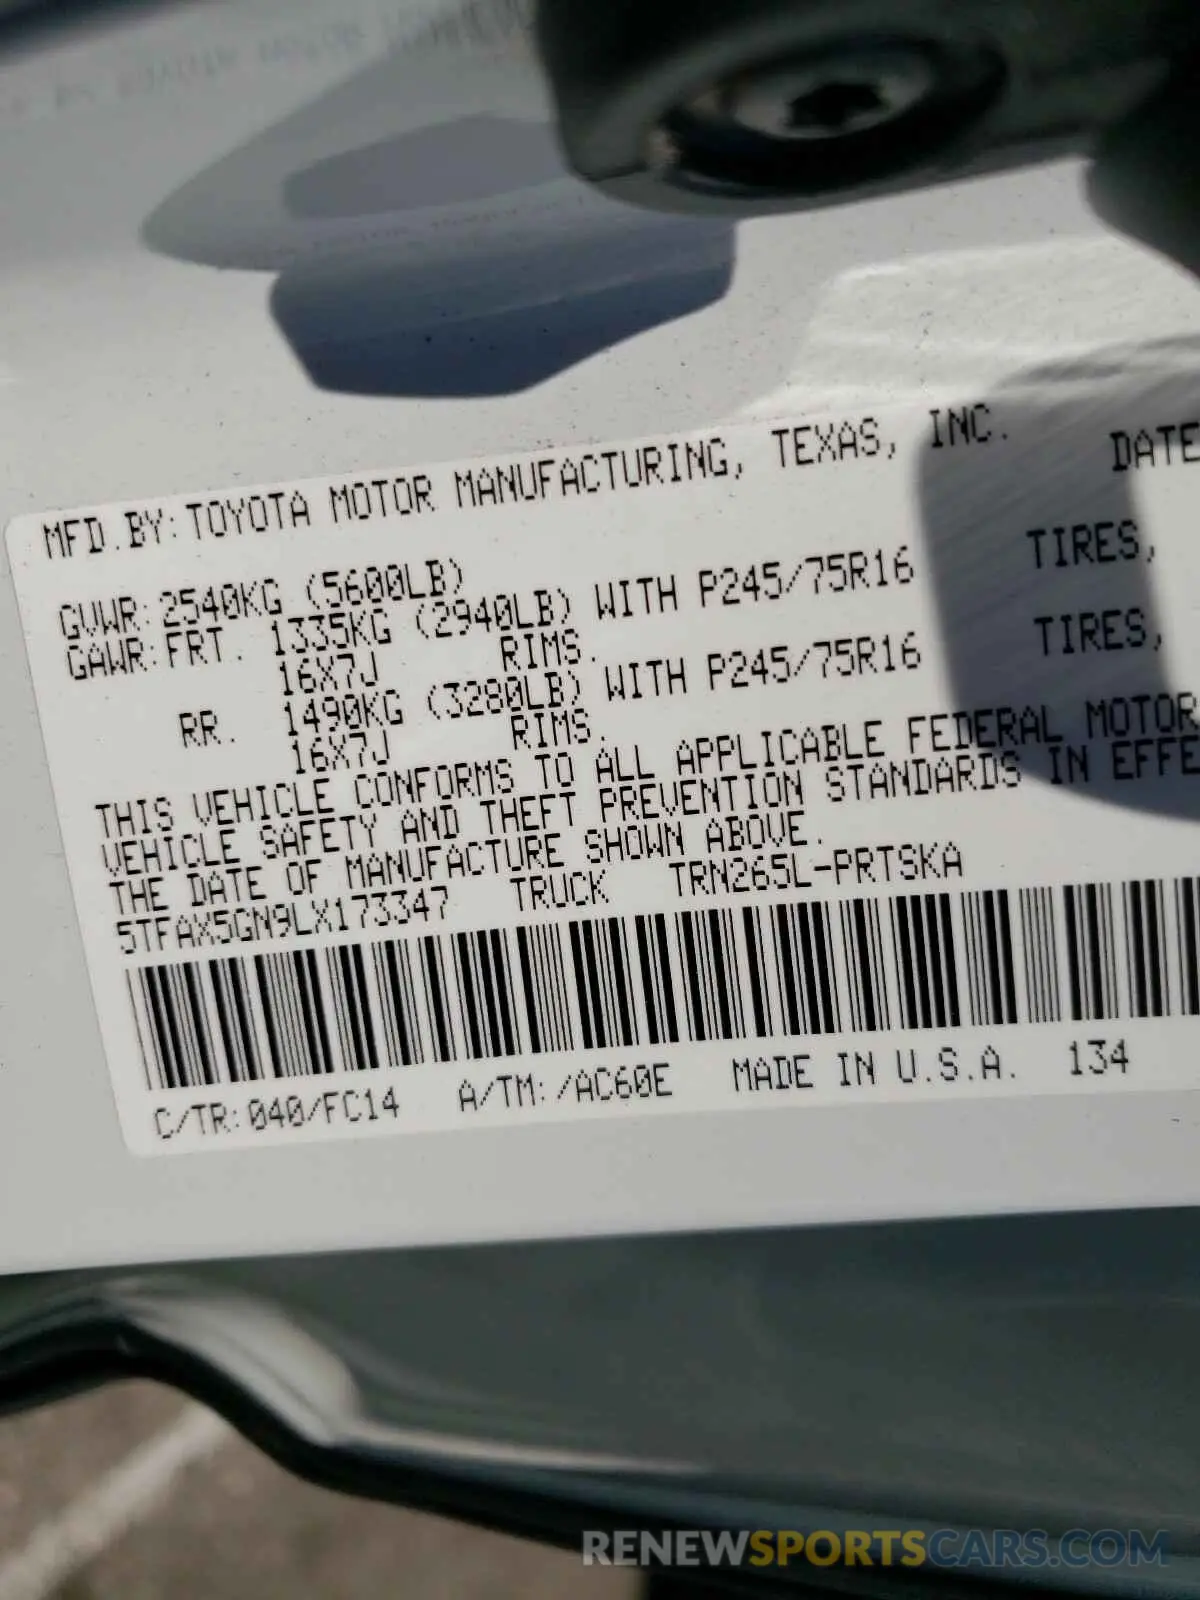 MFD.BY:TOYOTA MOTOR MANUFACTURING, TEXAS, INC. DATE
GVWR:2540KG (5600LB)
GAWR:FRT. 1335KG (2940LB) WITH P245/75R16 TIRES,
16X7J RIMS.
RR. 1490KG (3280LB) WITH P245/75R16 TIRES,
16X7J RIMS.
THIS VEHICLE CONFORMS TO ALL APPLICABLE FEDERAL MOTOR
VEHICLE SAFETY AND THEFT PREVENTION STANDARDS IN EFFE
THE DATE OF MANUFACTURE SHOWN ABOVE.
5TFAX5GN9LX173347 TRUCK TRN265L-PRTSKA
C/TR:040/FC14 A/TM:/AC60E MADE IN U.S.A. 134
RENEWSPORTSCARS.COM